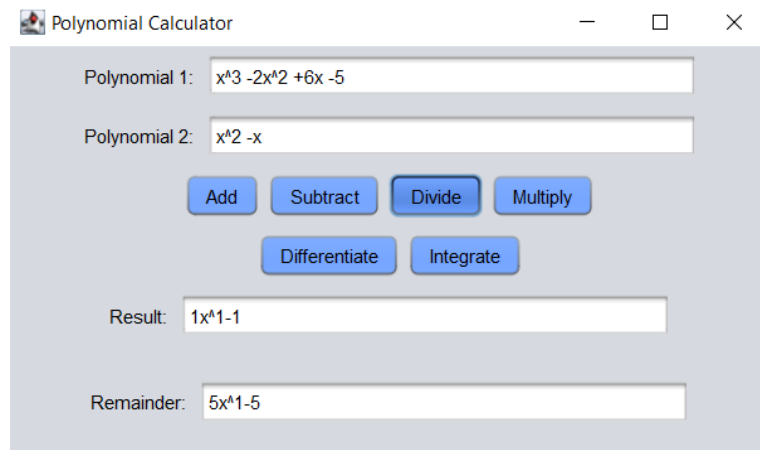 Polynomial Calculator
Polynomial 1: x^3 -2x^2 +6x -5
Polynomial 2: x^2 -x
Add Subtract Divide Multiply
Differentiate Integrate
Result: 1x^1-1
Remainder: 5x^1-5